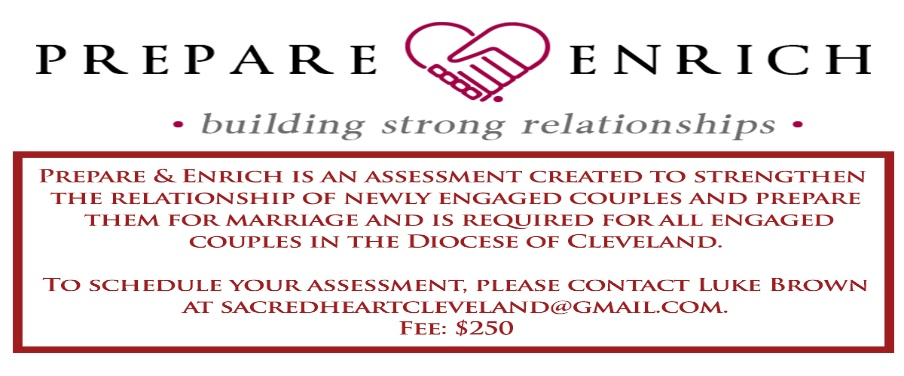 PREPARE ENRICH
• building strong relationships •
PREPARE & ENRICH IS AN ASSESSMENT CREATED TO STRENGTHEN
THE RELATIONSHIP OF NEWLY ENGAGED COUPLES AND PREPARE
THEM FOR MARRIAGE AND IS REQUIRED FOR ALL ENGAGED
COUPLES IN THE DIOCESE OF CLEVELAND.
TO SCHEDULE YOUR ASSESSMENT, PLEASE CONTACT LUKE BROWN
AT SACREDHEARTCLEVELAND@GMAIL.COM.
FEE: $250